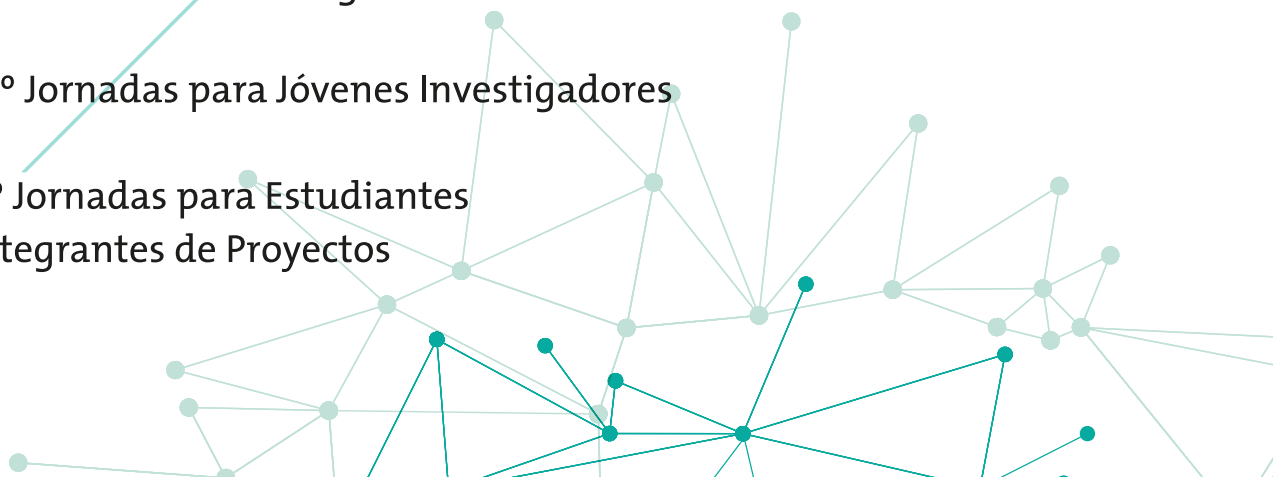 º Jornadas para Jóvenes Investigadores
º Jornadas para Estudiantes
tegrantes de Proyectos